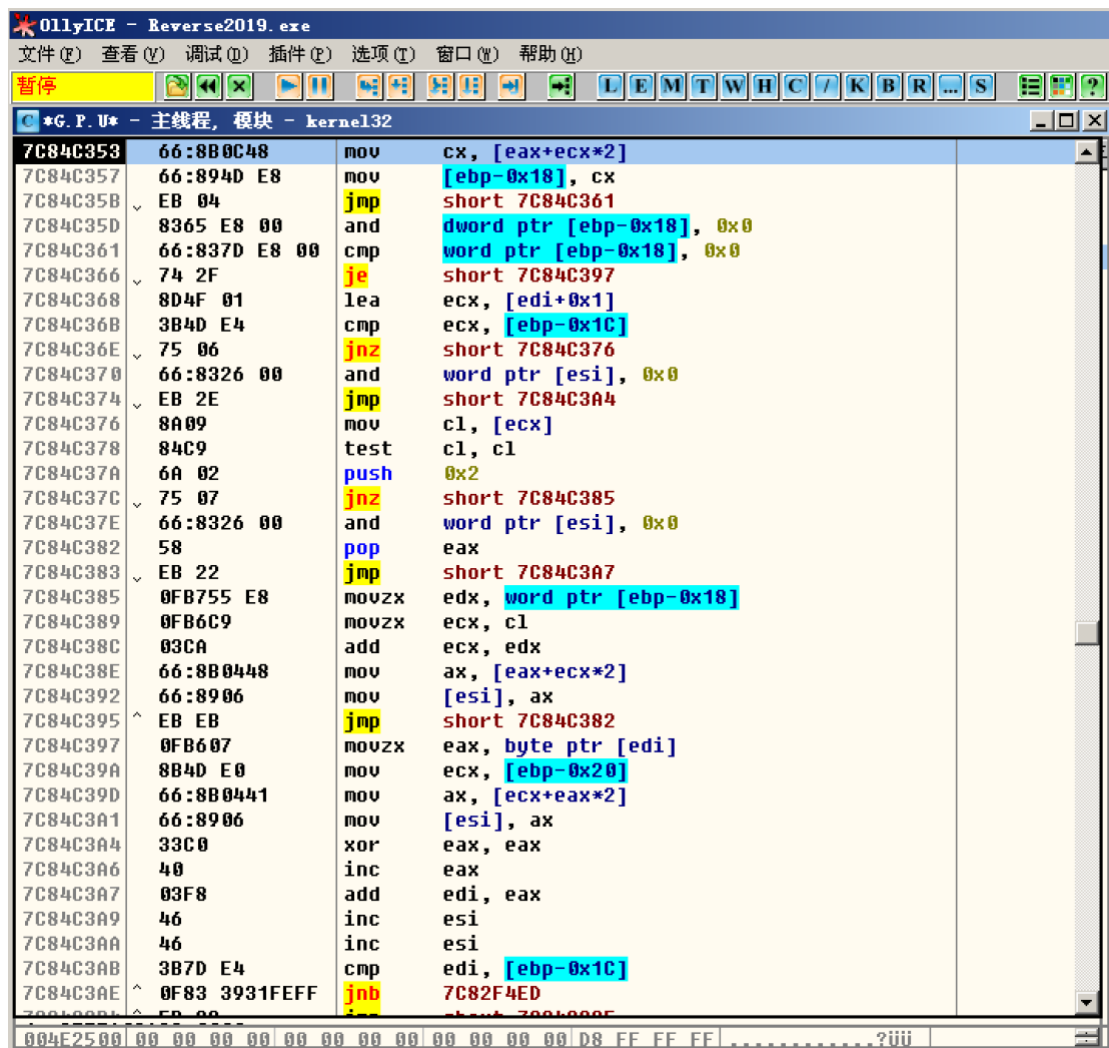 OllyICE - Reverse2019.exe
文件(F) 查看(V) 调试(D) 插件(P) 选项(T) 窗口(W) 帮助(H)
暂停 L E M T W H C / K B R ... S ?
C *G.P.U* - 主线程, 模块 - kernel32
7C84C353 66:8B0C48 mov cx, [eax+ecx*2]
7C84C357 66:894D E8 mov [ebp-0x18], cx
7C84C35B EB 04 jmp short 7C84C361
7C84C35D 8365 E8 00 and dword ptr [ebp-0x18], 0x0
7C84C361 66:837D E8 00 cmp word ptr [ebp-0x18], 0x0
7C84C366 74 2F je short 7C84C397
7C84C368 8D4F 01 lea ecx, [edi+0x1]
7C84C36B 3B4D E4 cmp ecx, [ebp-0x1C]
7C84C36E 75 06 jnz short 7C84C376
7C84C370 66:8326 00 and word ptr [esi], 0x0
7C84C374 EB 2E jmp short 7C84C3A4
7C84C376 8A09 mov cl, [ecx]
7C84C378 84C9 test cl, cl
7C84C37A 6A 02 push 0x2
7C84C37C 75 07 jnz short 7C84C385
7C84C37E 66:8326 00 and word ptr [esi], 0x0
7C84C382 58 pop eax
7C84C383 EB 22 jmp short 7C84C3A7
7C84C385 0FB755 E8 movzx edx, word ptr [ebp-0x18]
7C84C389 0FB6C9 movzx ecx, cl
7C84C38C 03CA add ecx, edx
7C84C38E 66:8B0448 mov ax, [eax+ecx*2]
7C84C392 66:8906 mov [esi], ax
7C84C395 EB EB jmp short 7C84C382
7C84C397 0FB607 movzx eax, byte ptr [edi]
7C84C39A 8B4D E0 mov ecx, [ebp-0x20]
7C84C39D 66:8B0441 mov ax, [ecx+eax*2]
7C84C3A1 66:8906 mov [esi], ax
7C84C3A4 33C0 xor eax, eax
7C84C3A6 40 inc eax
7C84C3A7 03F8 add edi, eax
7C84C3A9 46 inc esi
7C84C3AA 46 inc esi
7C84C3AB 3B7D E4 cmp edi, [ebp-0x1C]
7C84C3AE 0F83 3931FEFF jnb 7C82F4ED
004E2500 00 00 00 00 00 00 00 00 00 00 00 00 D8 FF FF FF ............?üüü